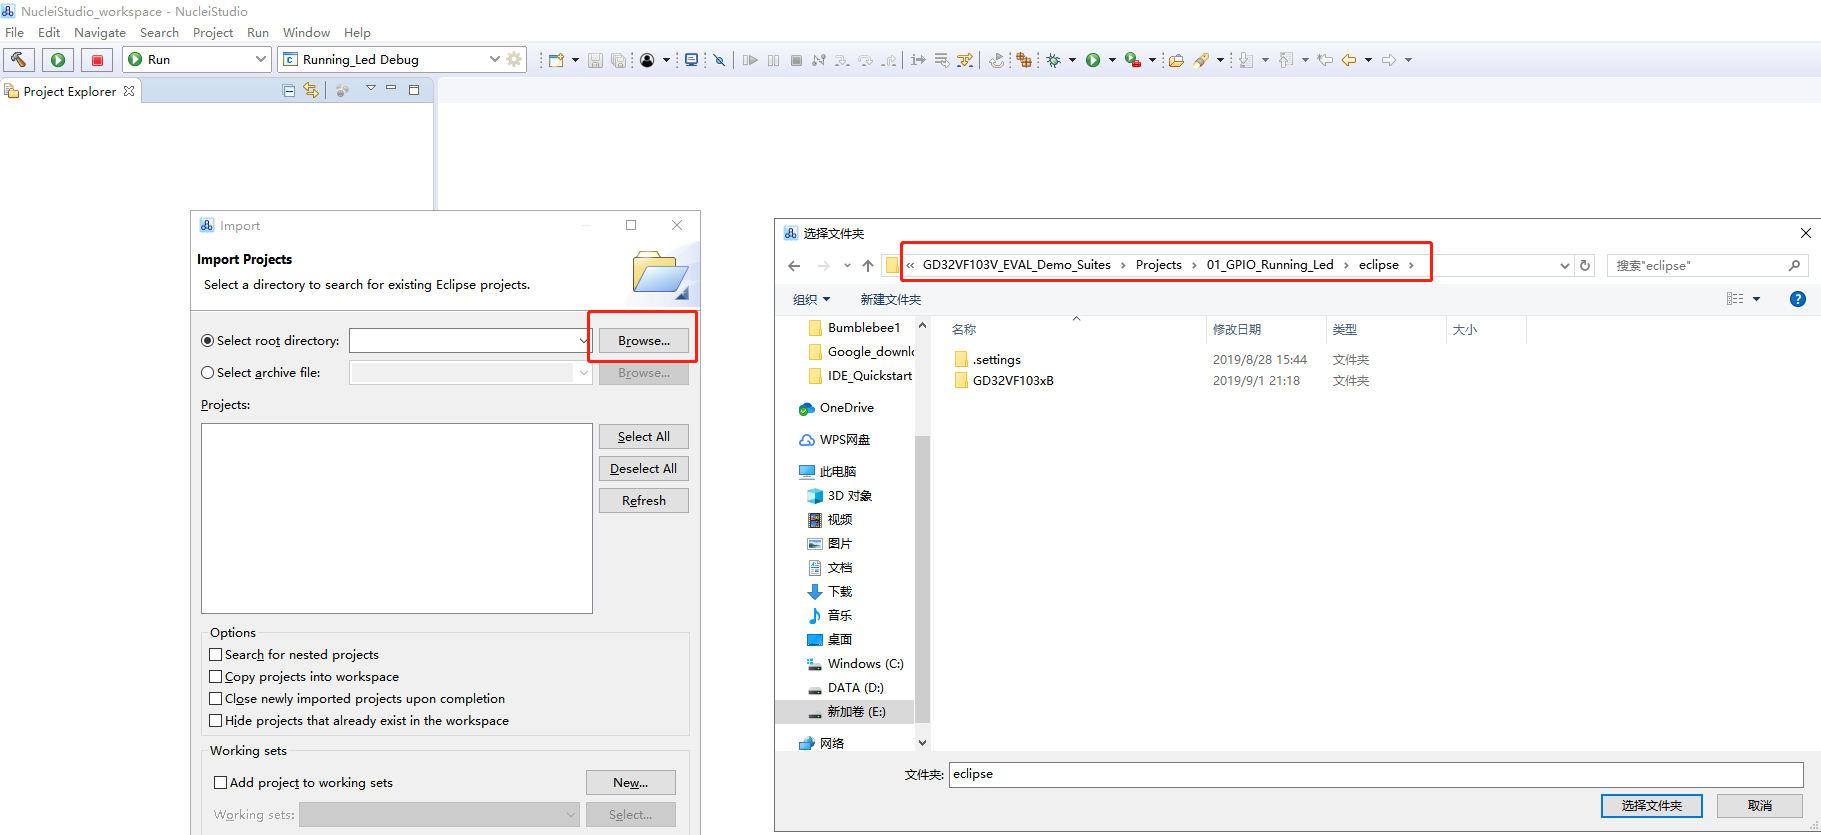 NucleiStudio_workspace - NucleiStudio
File Edit Navigate Search Project Run Window Help
Run
Running_Led Debug
Project Explorer
Import
Import Projects
Select a directory to search for existing Eclipse projects.
Select root directory:
Browse...
Select archive file:
Browse...
Projects:
Select All
Deselect All
Refresh
Options
Search for nested projects
Copy projects into workspace
Close newly imported projects upon completion
Hide projects that already exist in the workspace
Working sets
Add project to working sets
New...
Working sets:
Select...
选择文件夹
« GD32VF103V_EVAL_Demo_Suites › Projects › 01_GPIO_Running_Led › eclipse ›
搜索"eclipse"
组织
新建文件夹
Bumblebee1
Google_downlo
IDE_Quickstart
OneDrive
WPS网盘
此电脑
3D 对象
视频
图片
文档
下载
音乐
桌面
Windows (C:)
DATA (D:)
新加卷 (E:)
网络
名称 修改日期 类型 大小
.settings 2019/8/28 15:44 文件夹
GD32VF103xB 2019/9/1 21:18 文件夹
文件夹: eclipse
选择文件夹
取消